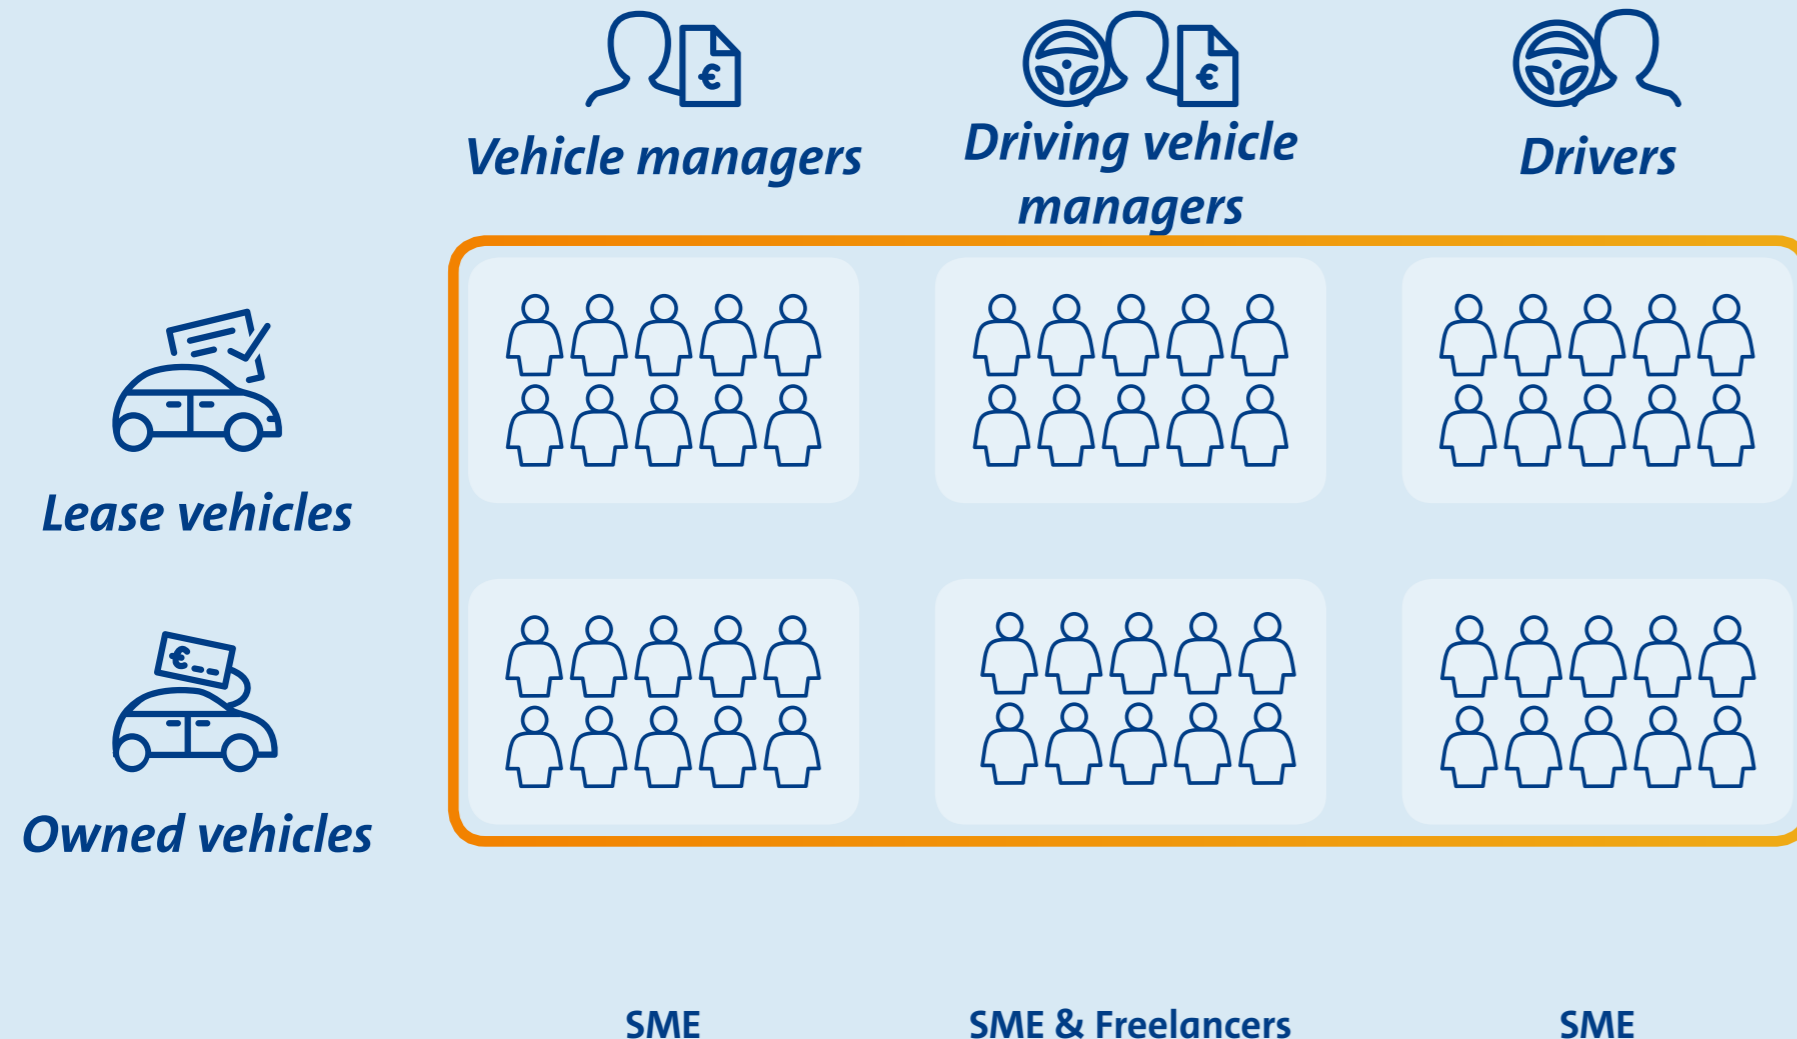 €
€
Vehicle managers
Driving vehicle
managers
Drivers
Lease vehicles
€
Owned vehicles
SME
SME & Freelancers
SME